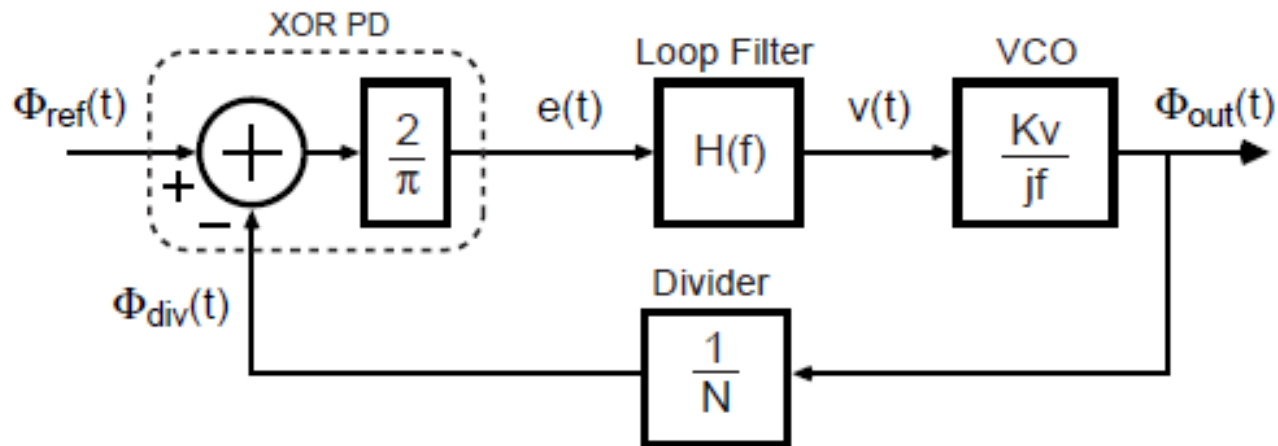 XOR PD
Loop Filter
VCO
Φref(t)
+
2
π
e(t)
H(f)
v(t)
Kv
jf
Φout(t)
+
−
Φdiv(t)
Divider
1
N